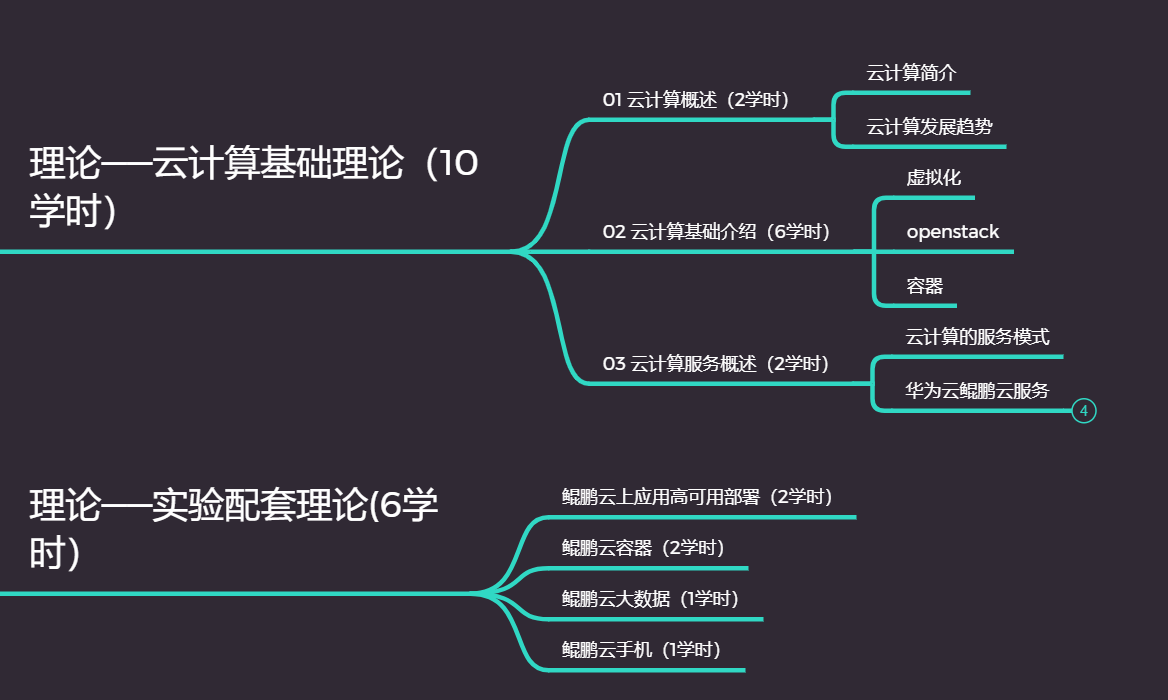 理论——云计算基础理论（10
学时）
01 云计算概述（2学时）
云计算简介
云计算发展趋势
02 云计算基础介绍（6学时）
虚拟化
openstack
容器
03 云计算服务概述（2学时）
云计算的服务模式
华为云鲲鹏云服务
4
理论——实验配套理论(6学
时）
鲲鹏云上应用高可用部署（2学时）
鲲鹏云容器（2学时）
鲲鹏云大数据（1学时）
鲲鹏云手机（1学时）